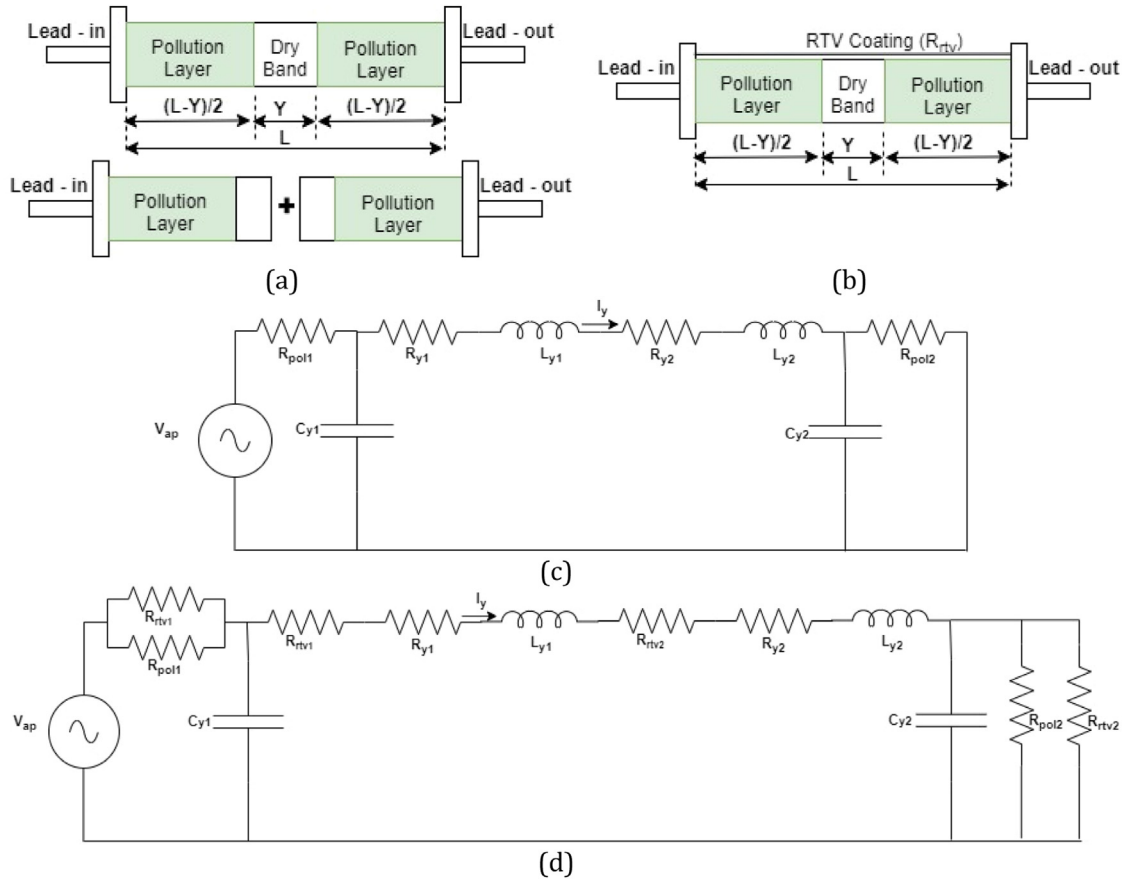 Lead - in
Pollution
Layer
Dry
Band
Pollution
Layer
Lead - out
(L-Y)/2
Y
(L-Y)/2
L
Lead - in
Pollution
Layer
+
Pollution
Layer
Lead - out
(a)
RTV Coating (Rrtv)
Lead - in
Pollution
Layer
Dry
Band
Pollution
Layer
Lead - out
(L-Y)/2
Y
(L-Y)/2
L
(b)
Vap
Rpol1
Cy1
Ry1
Ly1
Iy
Ry2
Ly2
Cy2
Rpol2
(c)
Vap
Rrtv1
Rpol1
Cy1
Rrtv1
Ry1
Iy
Ly1
Rrtv2
Ry2
Ly2
Cy2
Rpol2
Rrtv2
(d)